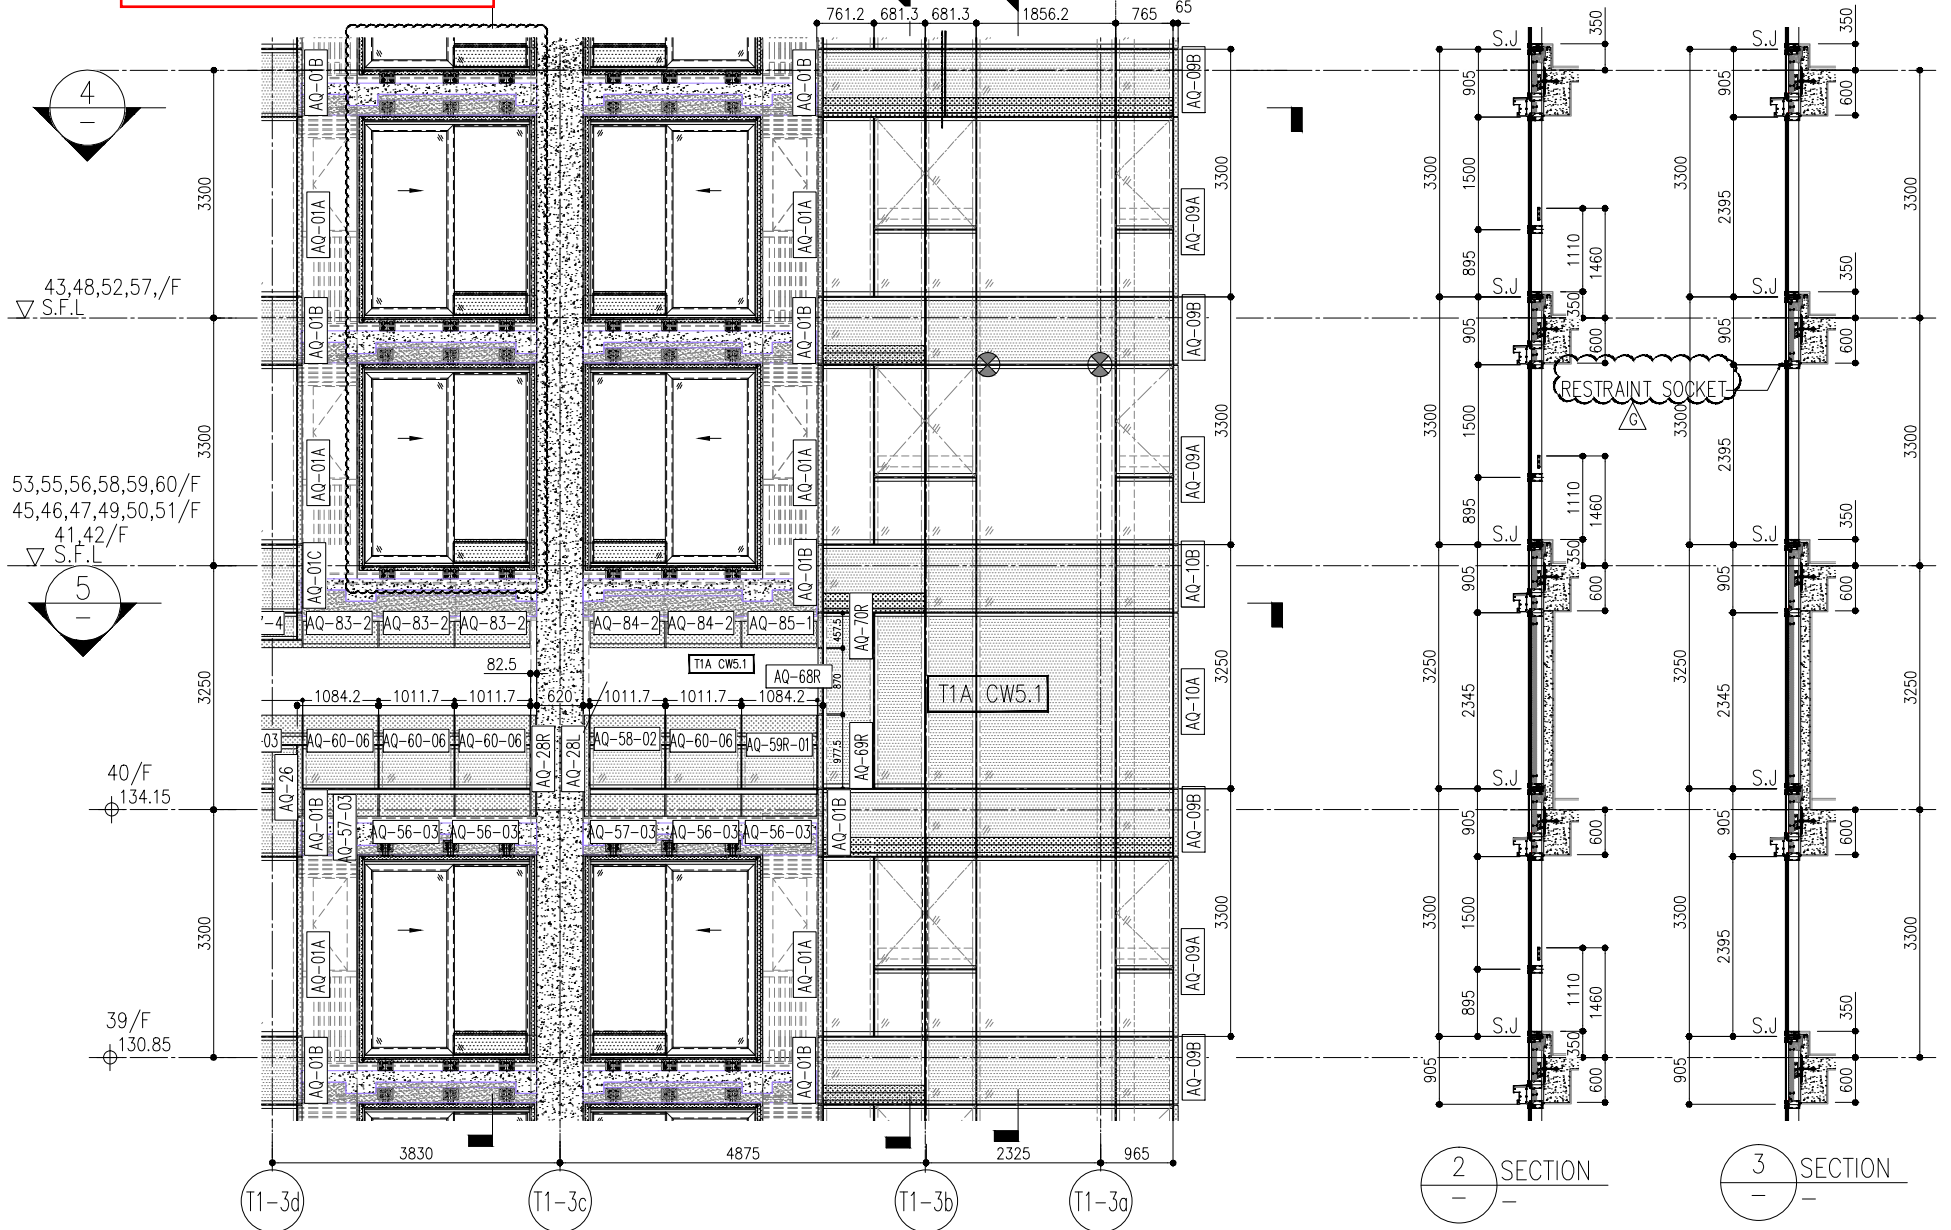 761.2 681.3 681.3 1856.2 765 65
350 350
S.J S.J
AQ-01B AQ-01B AQ-09B
905 905
600 600
4
-
3300 3300 3300 1500 3300 2395 3300
AQ-01A AQ-01A AQ-09A
43,48,52,57,/F
S.F.L
895 1110 1460
S.J S.J
350 350 350
AQ-01B AQ-01B AQ-09B
905 600 905 600
RESTRAINT SOCKET
G
3300 3300 3300 1500 3300 2395 3300
AQ-01A AQ-01A AQ-09A
53,55,56,58,59,60/F
45,46,47,49,50,51/F
41,42/F
S.F.L
895 1110 1460
S.J S.J
350 350
AQ-01C AQ-01B AQ-10B
905 600 905 600
5
-
7-4 AQ-83-2 AQ-83-2 AQ-83-2 AQ-84-2 AQ-84-2 AQ-85-1 457.5 AQ-70R
82.5 T1A CW5.1 AQ-68R 870 T1A CW5.1 AQ-10A
3250 3250 3250 2345 3250 2345 3250
1084.2 1011.7 1011.7 620 1011.7 1011.7 1084.2
-03 AQ-60-06 AQ-60-06 AQ-60-06 AQ-28R AQ-28L AQ-58-02 AQ-60-06 AQ-59R-01 977.5 AQ-69R
40/F
134.15
AQ-26
S.J S.J
AQ-01B AQ-57-03 AQ-56-03 AQ-56-03 AQ-57-03 AQ-56-03 AQ-56-03 AQ-01B AQ-09B
905 600 905 600
3300 3300 3300 1500 3300 2395 3300
AQ-01A AQ-01A AQ-09A
895 1110 1460
39/F
130.85
S.J S.J
350 350
AQ-01B AQ-01B AQ-09B
905 600 905 600
3830 4875 2325 965
T1-3d T1-3c T1-3b T1-3a
2 SECTION
- -
3 SECTION
- -